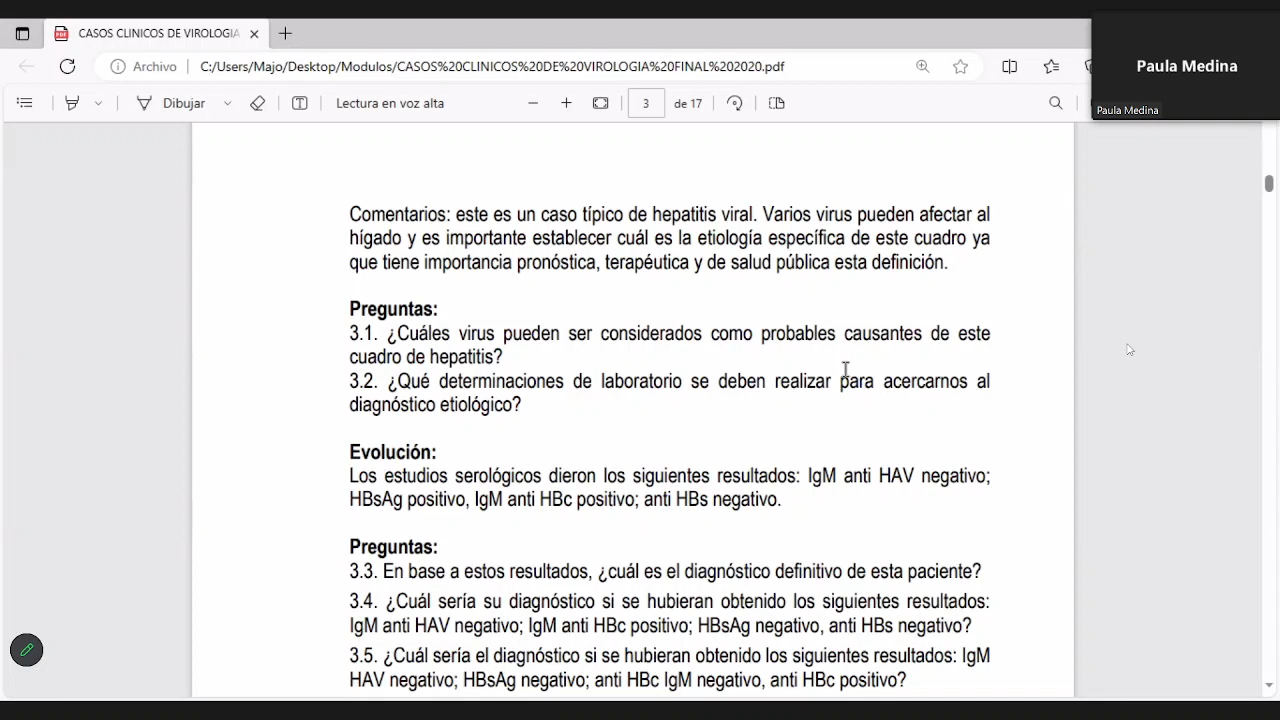 CASOS CLINICOS DE VIROLOGIA
Archivo
C:/Users/Majo/Desktop/Modulos/CASOS%20CLINICOS%20DE%20VIROLOGIA%20FINAL%202020.pdf
Paula Medina
Paula Medina
Dibujar
Lectura en voz alta
3
de 17
Comentarios: este es un caso típico de hepatitis viral. Varios virus pueden afectar al
hígado y es importante establecer cuál es la etiología específica de este cuadro ya
que tiene importancia pronóstica, terapéutica y de salud pública esta definición.
Preguntas:
3.1. ¿Cuáles virus pueden ser considerados como probables causantes de este
cuadro de hepatitis?
3.2. ¿Qué determinaciones de laboratorio se deben realizar para acercarnos al
diagnóstico etiológico?
Evolución:
Los estudios serológicos dieron los siguientes resultados: IgM anti HAV negativo;
HBsAg positivo, IgM anti HBc positivo; anti HBs negativo.
Preguntas:
3.3. En base a estos resultados, ¿cuál es el diagnóstico definitivo de esta paciente?
3.4. ¿Cuál sería su diagnóstico si se hubieran obtenido los siguientes resultados:
IgM anti HAV negativo; IgM anti HBc positivo; HBsAg negativo, anti HBs negativo?
3.5. ¿Cuál sería el diagnóstico si se hubieran obtenido los siguientes resultados: IgM
HAV negativo; HBsAg negativo; anti HBc IgM negativo, anti HBc positivo?